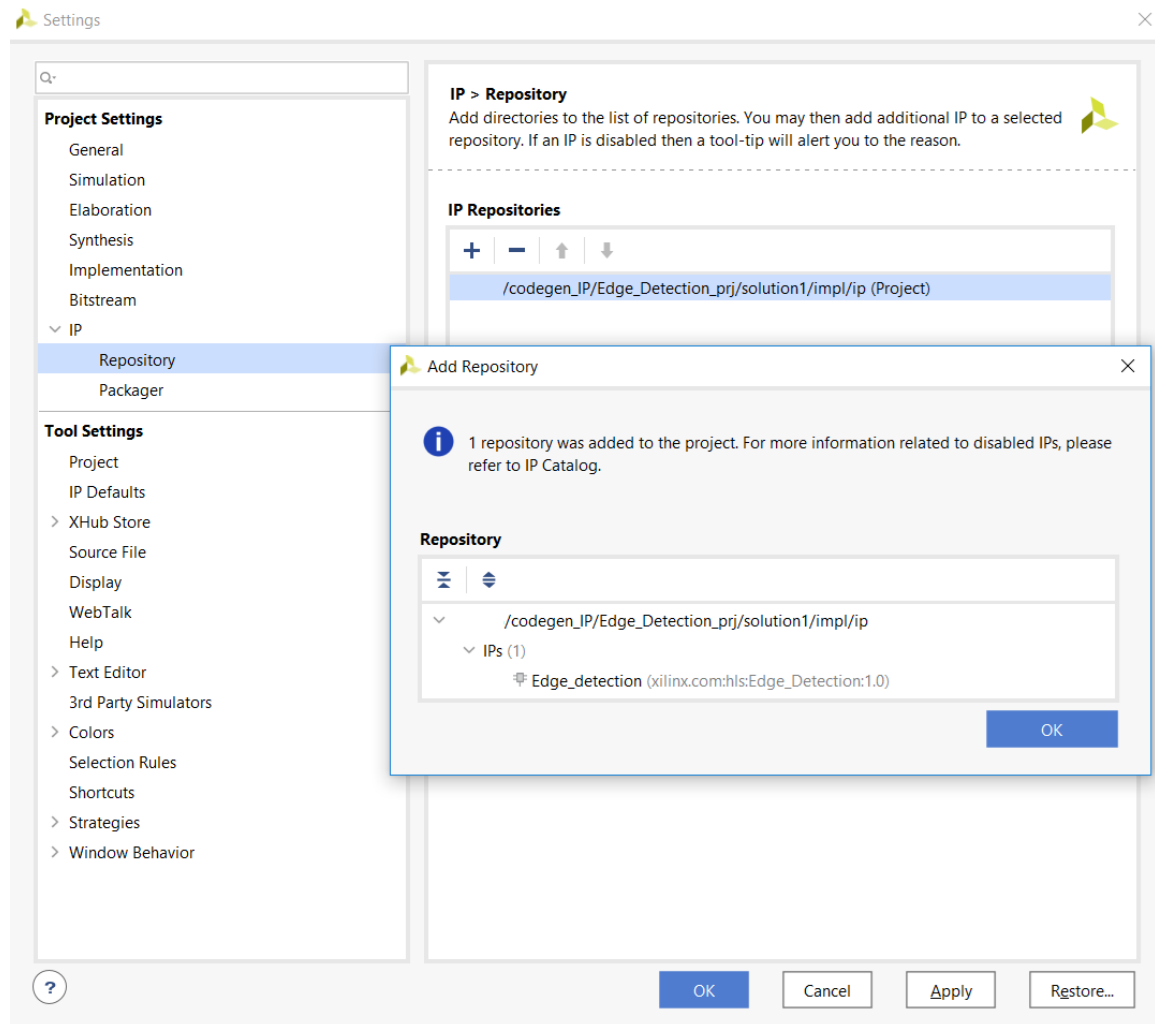 Settings
Project Settings
General
Simulation
Elaboration
Synthesis
Implementation
Bitstream
IP
Repository
Packager
Tool Settings
Project
IP Defaults
XHub Store
Source File
Display
WebTalk
Help
Text Editor
3rd Party Simulators
Colors
Selection Rules
Shortcuts
Strategies
Window Behavior
IP > Repository
Add directories to the list of repositories. You may then add additional IP to a selected
repository. If an IP is disabled then a tool-tip will alert you to the reason.
IP Repositories
/codegen_IP/Edge_Detection_prj/solution1/impl/ip (Project)
Add Repository
1 repository was added to the project. For more information related to disabled IPs, please
refer to IP Catalog.
Repository
/codegen_IP/Edge_Detection_prj/solution1/impl/ip
IPs (1)
Edge_detection (xilinx.com:hls:Edge_Detection:1.0)
OK
?
OK
Cancel
Apply
Restore...